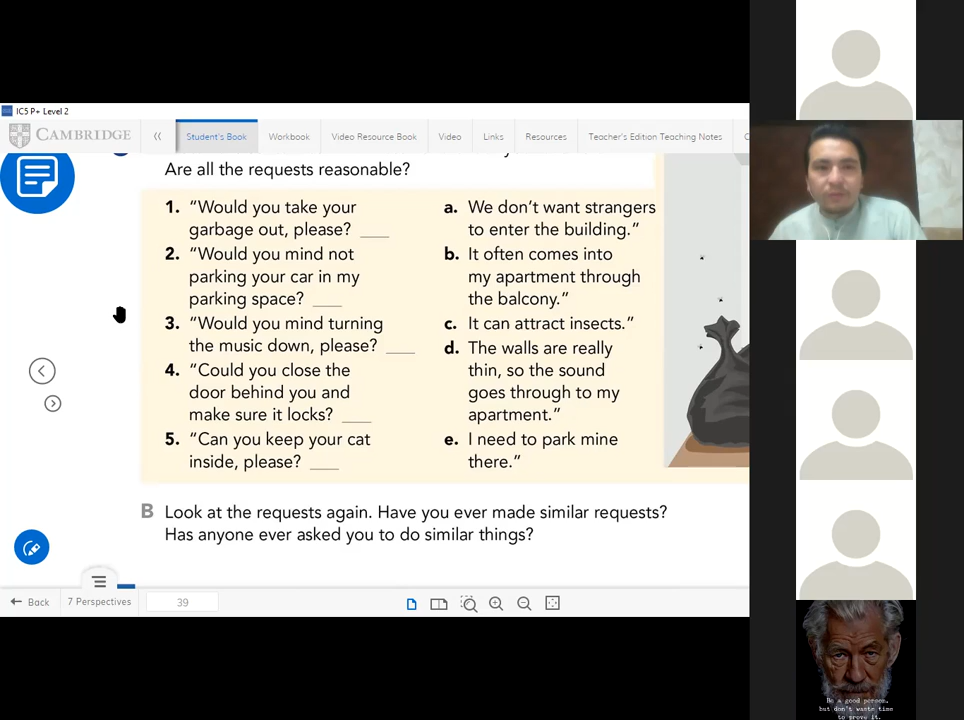 IC5 P+ Level 2
CAMBRIDGE
Student's Book
Workbook
Video Resource Book
Video
Links
Resources
Teacher's Edition Teaching Notes
Are all the requests reasonable?
1. “Would you take your
garbage out, please? ____
2. “Would you mind not
parking your car in my
parking space? ____
3. “Would you mind turning
the music down, please? ____
4. “Could you close the
door behind you and
make sure it locks? ____
5. “Can you keep your cat
inside, please? ____
a. We don’t want strangers
to enter the building.”
b. It often comes into
my apartment through
the balcony.”
c. It can attract insects.”
d. The walls are really
thin, so the sound
goes through to my
apartment.”
e. I need to park mine
there.”
B Look at the requests again. Have you ever made similar requests?
Has anyone ever asked you to do similar things?
Back
7 Perspectives
39
Be a good person,
but don't waste time
to prove it.